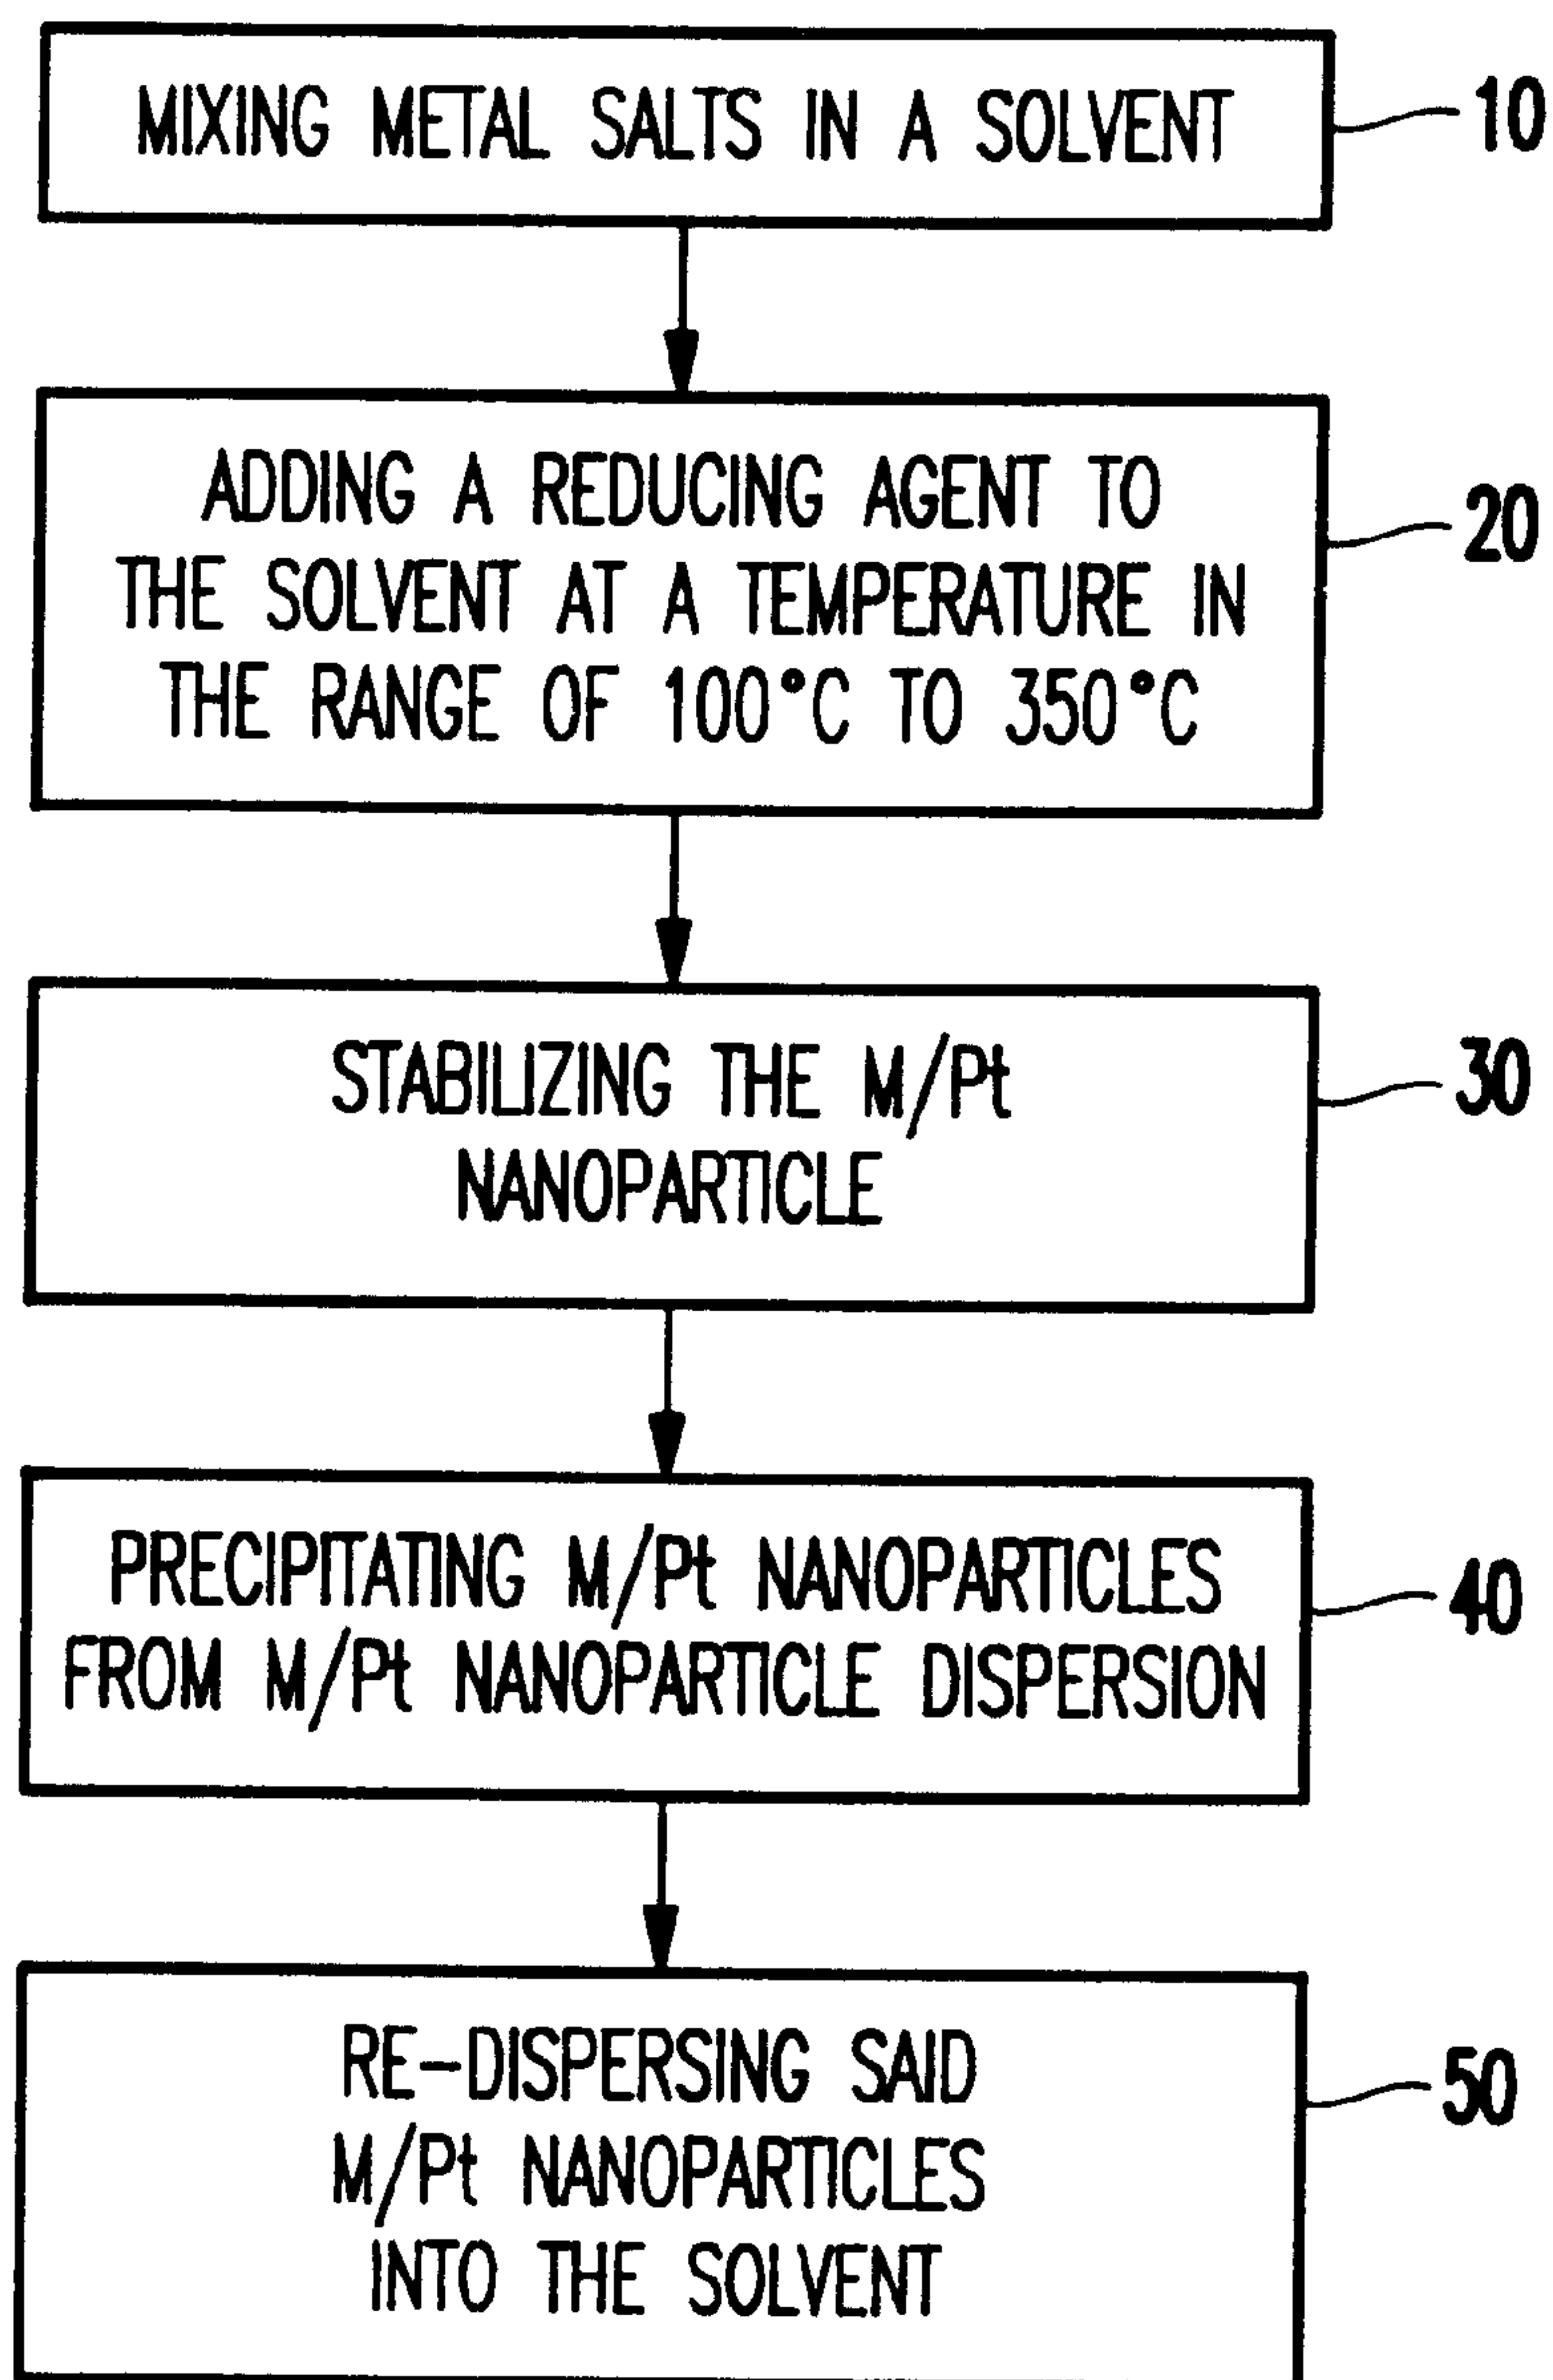 MIXING METAL SALTS IN A SOLVENT
10
ADDING A REDUCING AGENT TO
THE SOLVENT AT A TEMPERATURE IN
THE RANGE OF 100°C TO 350°C
20
STABILIZING THE M/Pt
NANOPARTICLE
30
PRECIPITATING M/Pt NANOPARTICLES
FROM M/Pt NANOPARTICLE DISPERSION
40
RE-DISPERSING SAID
M/Pt NANOPARTICLES
INTO THE SOLVENT
50